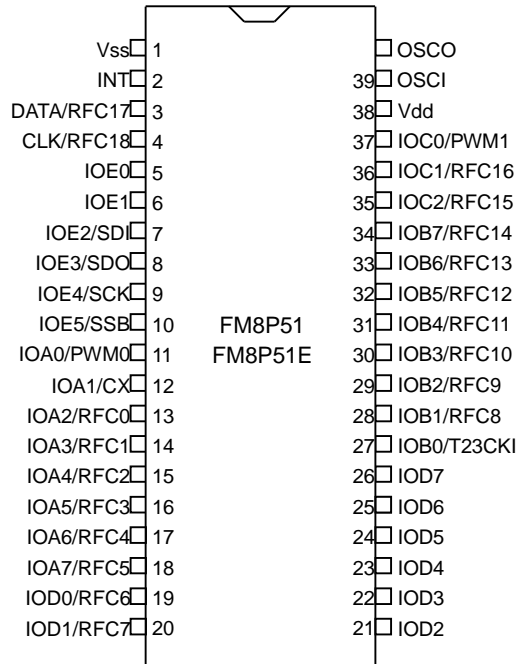 Vss 1 OSCO
INT 2 39 OSCI
DATA/RFC17 3 38 Vdd
CLK/RFC18 4 37 IOC0/PWM1
IOE0 5 36 IOC1/RFC16
IOE1 6 35 IOC2/RFC15
IOE2/SDI 7 34 IOB7/RFC14
IOE3/SDO 8 33 IOB6/RFC13
IOE4/SCK 9 32 IOB5/RFC12
IOE5/SSB 10 FM8P51 31 IOB4/RFC11
IOA0/PWM0 11 FM8P51E 30 IOB3/RFC10
IOA1/CX 12 29 IOB2/RFC9
IOA2/RFC0 13 28 IOB1/RFC8
IOA3/RFC1 14 27 IOB0/T23CKI
IOA4/RFC2 15 26 IOD7
IOA5/RFC3 16 25 IOD6
IOA6/RFC4 17 24 IOD5
IOA7/RFC5 18 23 IOD4
IOD0/RFC6 19 22 IOD3
IOD1/RFC7 20 21 IOD2